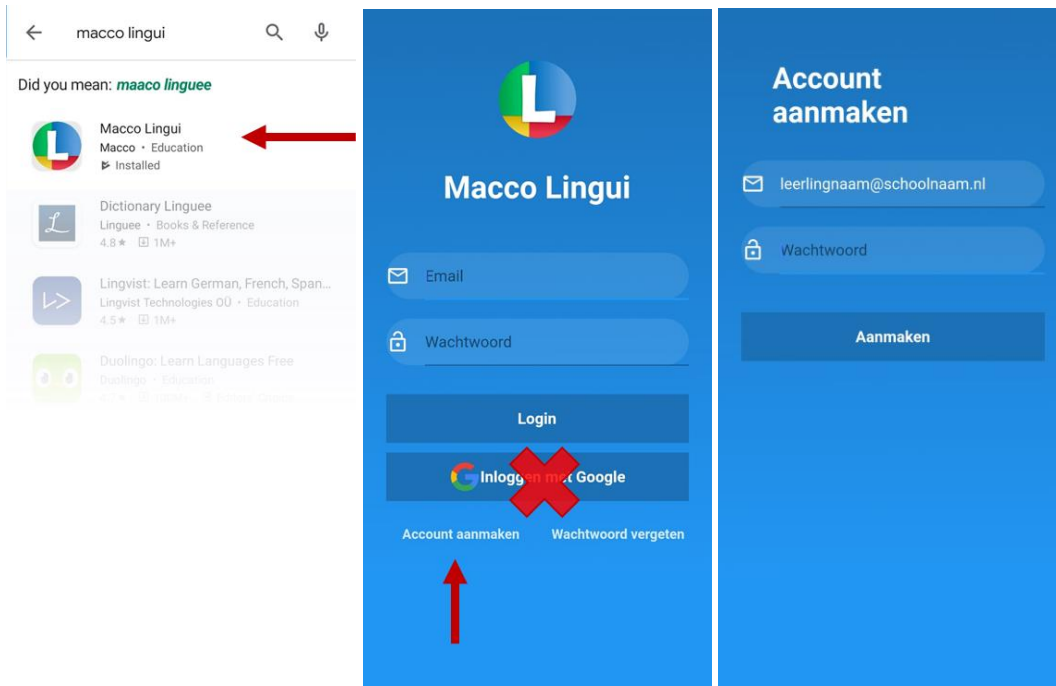 macco lingui
Did you mean: maaco linguee
Macco Lingui
Macco • Education
Installed
Dictionary Linguee
Linguee • Books & Reference
4.8★ 1M+
Lingvist: Learn German, French, Span...
Lingvist Technologies OÜ • Education
4.5★ 1M+
Duolingo: Learn Languages Free
Duolingo • Education
Macco Lingui
Email
Wachtwoord
Login
Inloggen met Google
Account aanmaken
Wachtwoord vergeten
Account
aanmaken
leerlingnaam@schoolnaam.nl
Wachtwoord
Aanmaken